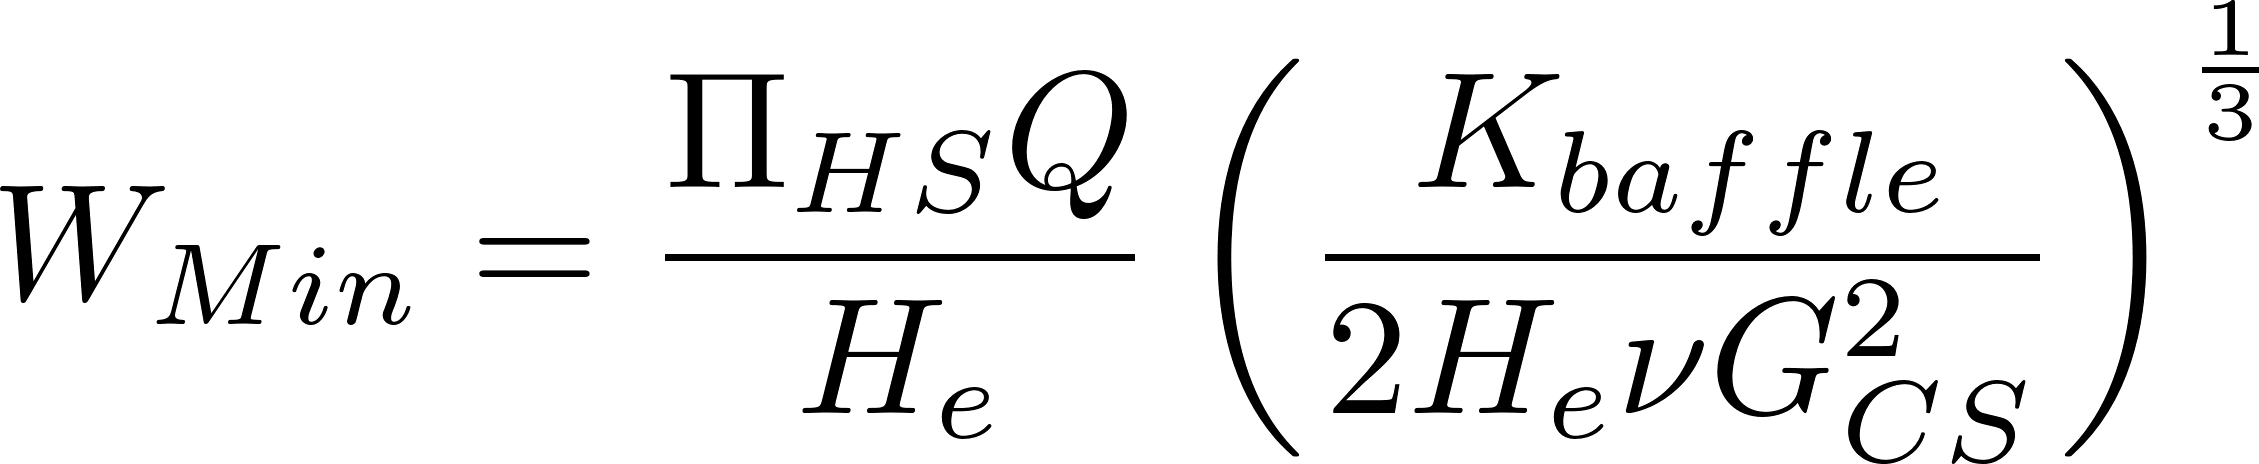 W_{Min} = \frac{\Pi_{HS} Q}{H_e} \left( \frac{K_{baffle}}{2 H_e \nu G_{CS}^2} \right)^{\frac{1}{3}}